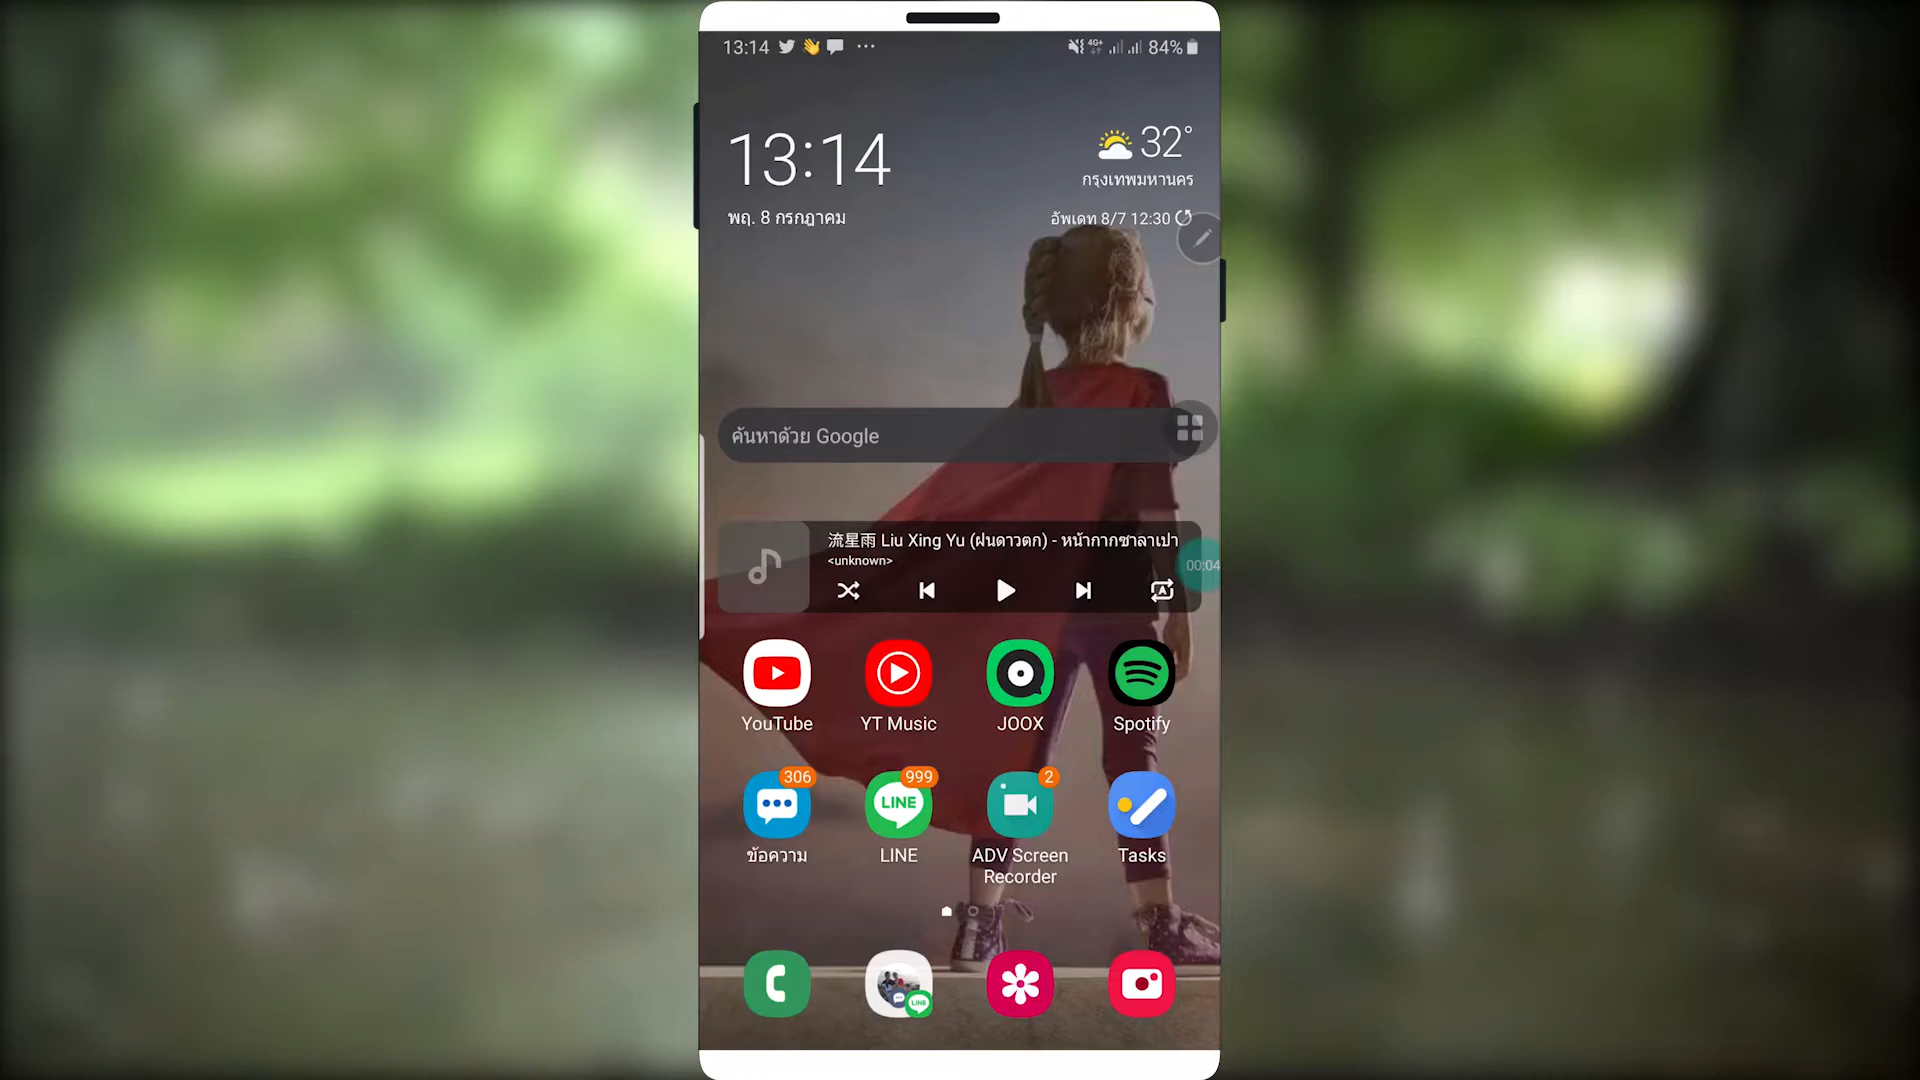 13:14
4G+
84%
13:14
32°
กรุงเทพมหานคร
พฤ. 8 กรกฎาคม
อัพเดท 8/7 12:30
ค้นหาด้วย Google
流星雨 Liu Xing Yu (ฝนดาวตก) - หน้ากากซาลาเปา
<unknown>
00:04
A
YouTube
YT Music
JOOX
Spotify
306
999
2
LINE
ข้อความ
LINE
ADV Screen
Recorder
Tasks
LINE